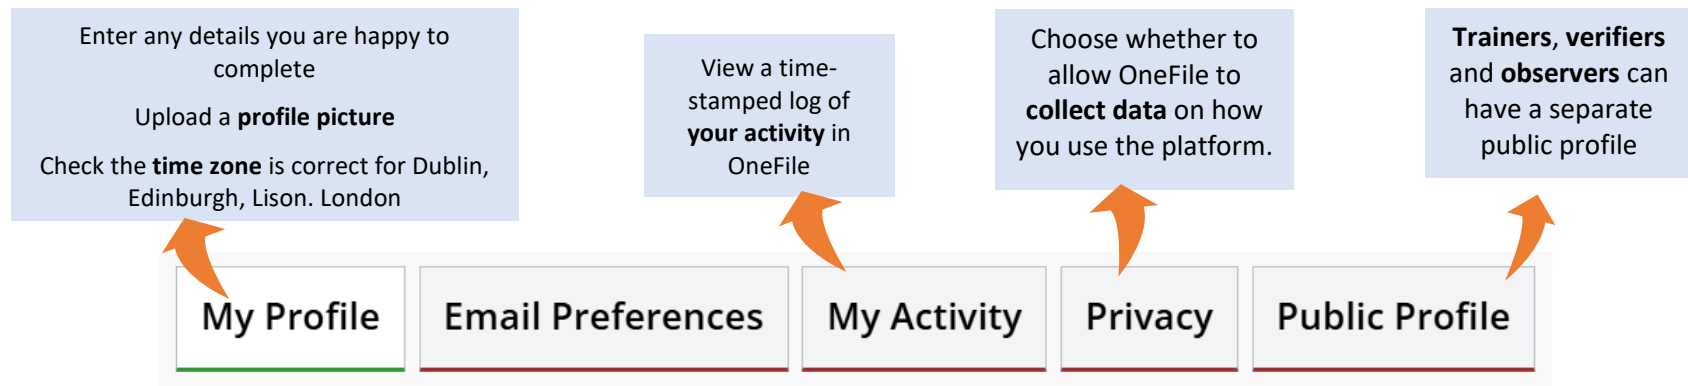 Enter any details you are happy to
complete
Upload a profile picture
Check the time zone is correct for Dublin,
Edinburgh, Lison. London
View a time-
stamped log of
your activity in
OneFile
Choose whether to
allow OneFile to
collect data on how
you use the platform.
Trainers, verifiers
and observers can
have a separate
public profile
My Profile
Email Preferences
My Activity
Privacy
Public Profile